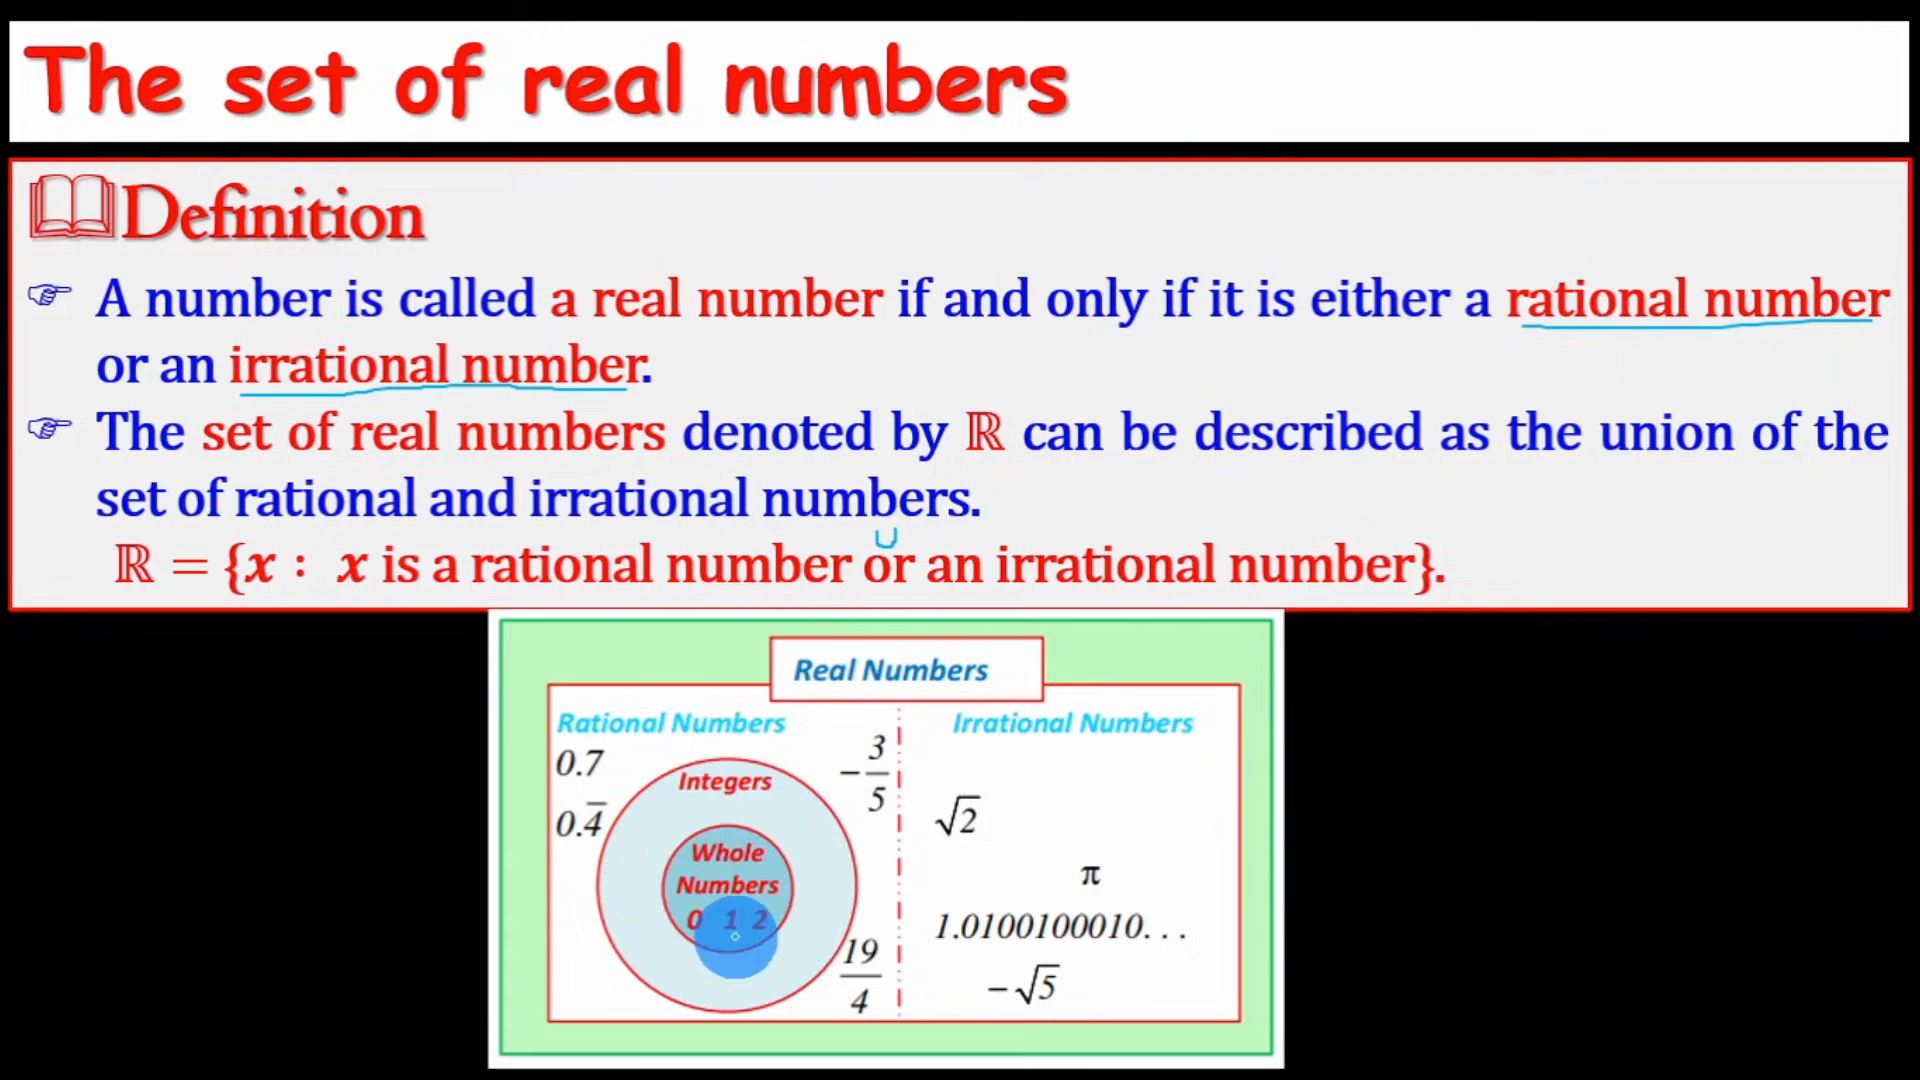 The set of real numbers
Definition
A number is called a real number if and only if it is either a rational number
or an irrational number.
The set of real numbers denoted by ℝ can be described as the union of the
set of rational and irrational numbers.
∪
ℝ = {x : x is a rational number or an irrational number}.
Real Numbers
Rational Numbers
Irrational Numbers
0.7
-3/5
Integers
0.4̅
√2
Whole
Numbers
0 1 2
π
1.0100100010...
19/4
-√5